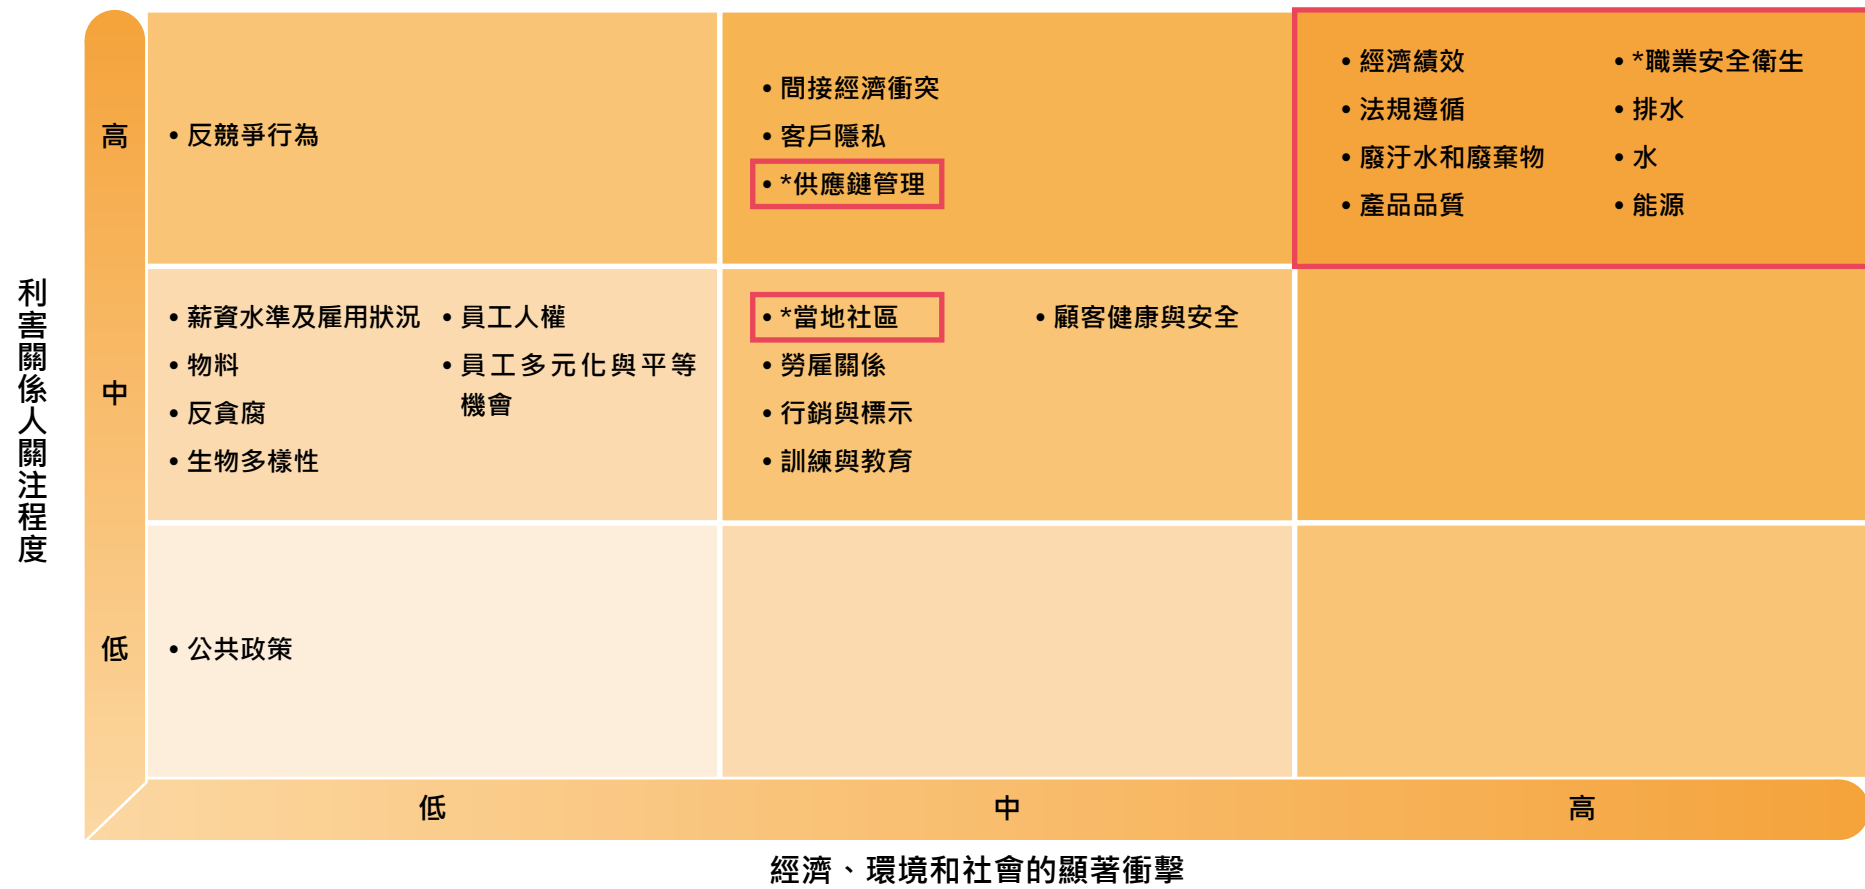 利害關係人關注程度
高
• 反競爭行為
• 間接經濟衝突
• 客戶隱私
• *供應鏈管理
• 經濟績效
• 法規遵循
• 廢汙水和廢棄物
• 產品品質
• *職業安全衛生
• 排水
• 水
• 能源
中
• 薪資水準及雇用狀況
• 物料
• 反貪腐
• 生物多樣性
• 員工人權
• 員工多元化與平等
機會
• *當地社區
• 勞雇關係
• 行銷與標示
• 訓練與教育
• 顧客健康與安全
低
• 公共政策
低
中
高
經濟、環境和社會的顯著衝擊